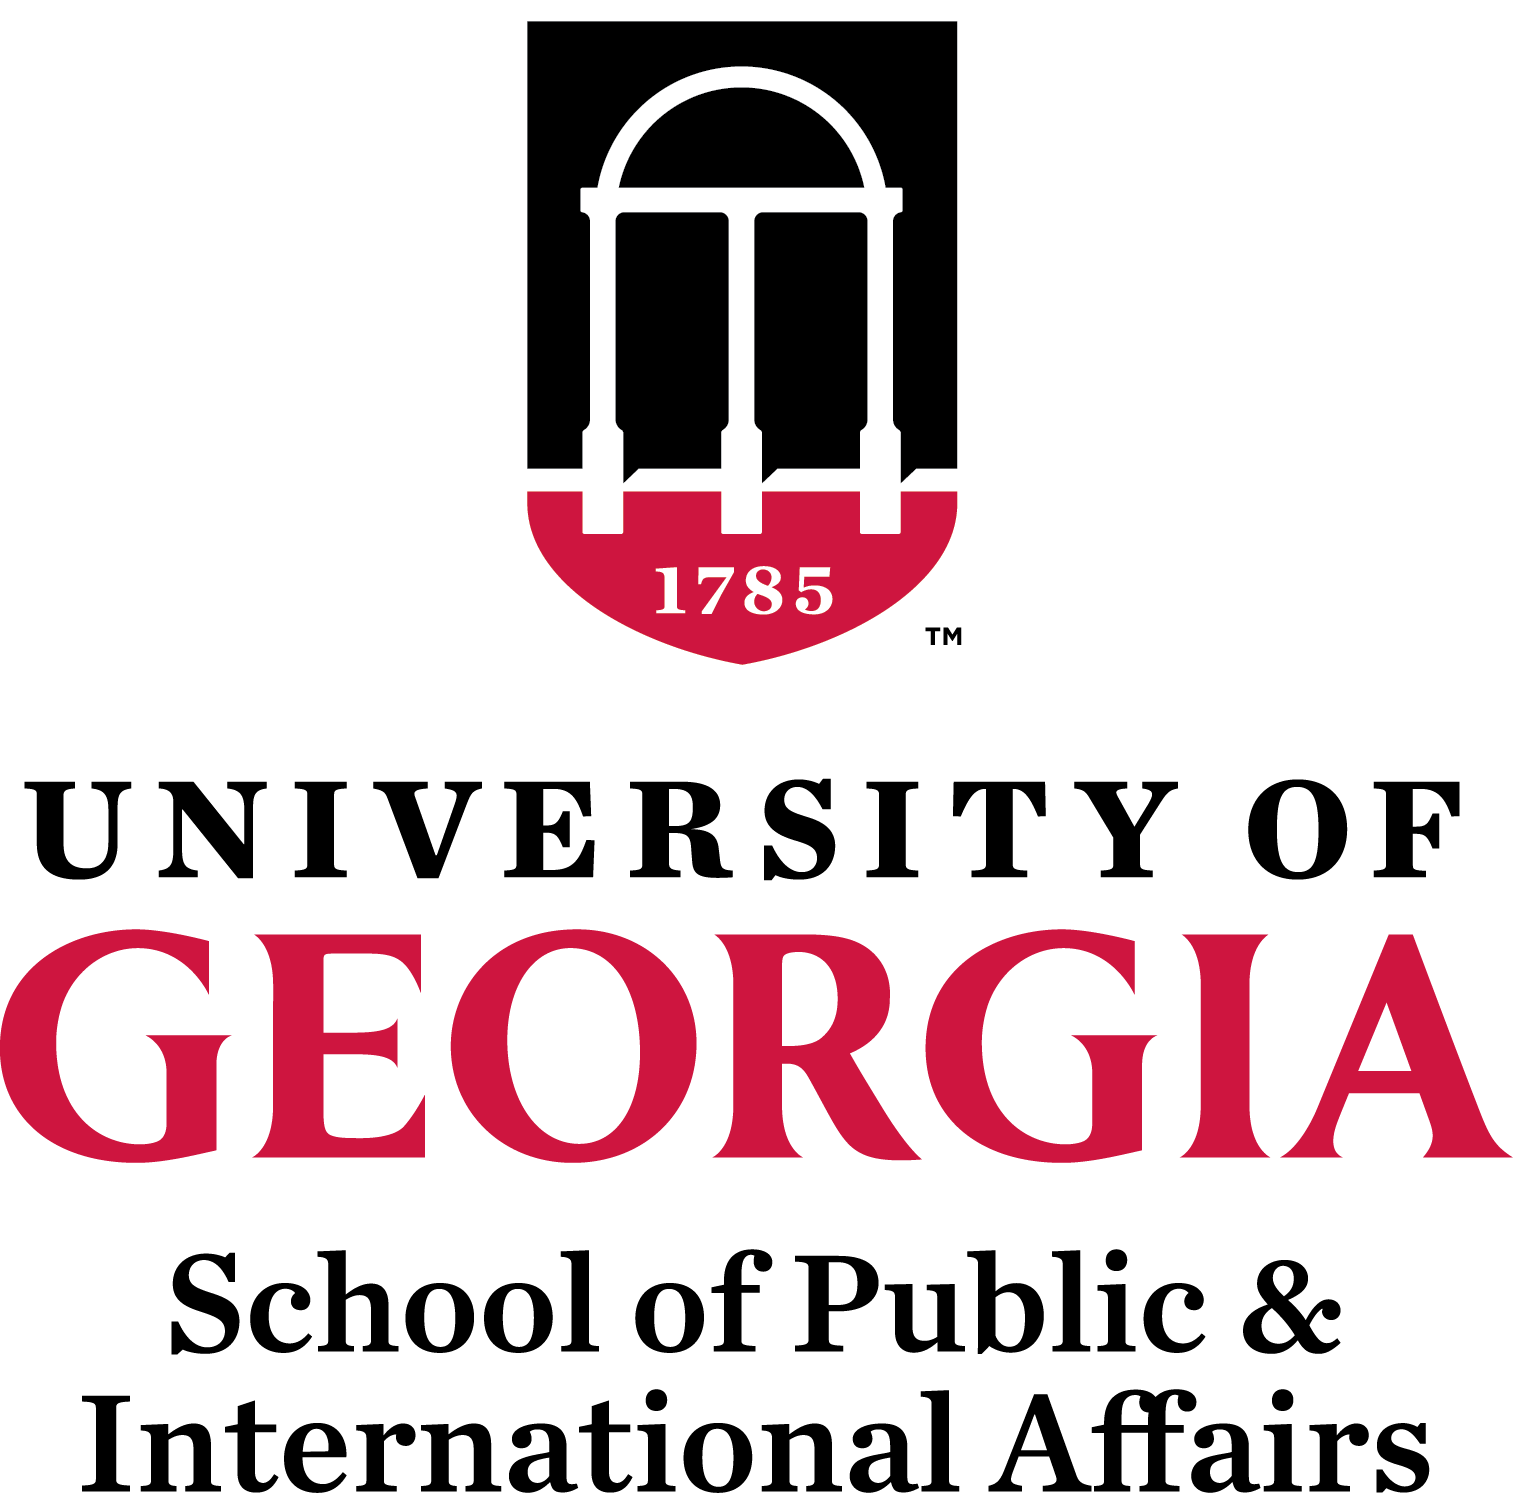 1785
TM
UNIVERSITY OF
GEORGIA
School of Public &
International Affairs